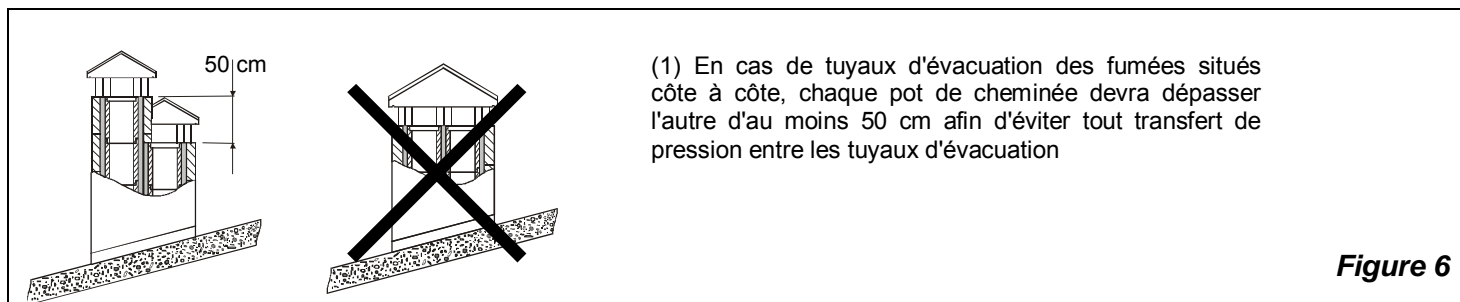 50 cm
(1) En cas de tuyaux d'évacuation des fumées situés
côte à côte, chaque pot de cheminée devra dépasser
l'autre d'au moins 50 cm afin d'éviter tout transfert de
pression entre les tuyaux d'évacuation
Figure 6